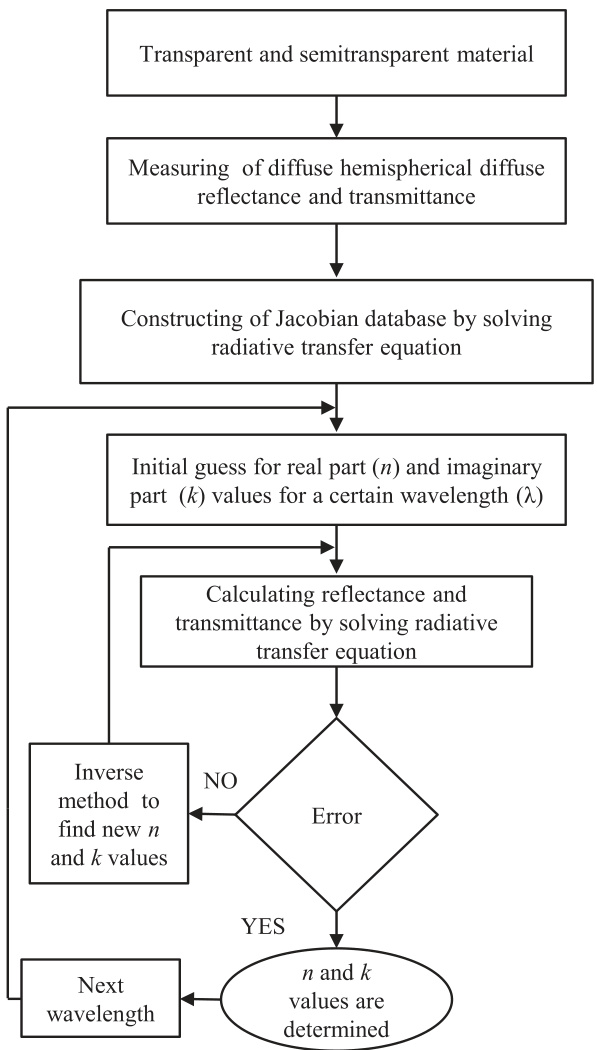 Transparent and semitransparent material
Measuring of diffuse hemispherical diffuse
reflectance and transmittance
Constructing of Jacobian database by solving
radiative transfer equation
Initial guess for real part (n) and imaginary
part (k) values for a certain wavelength (λ)
Calculating reflectance and
transmittance by solving radiative
transfer equation
Error
NO
Inverse
method to
find new n
and k values
YES
n and k
values are
determined
Next
wavelength